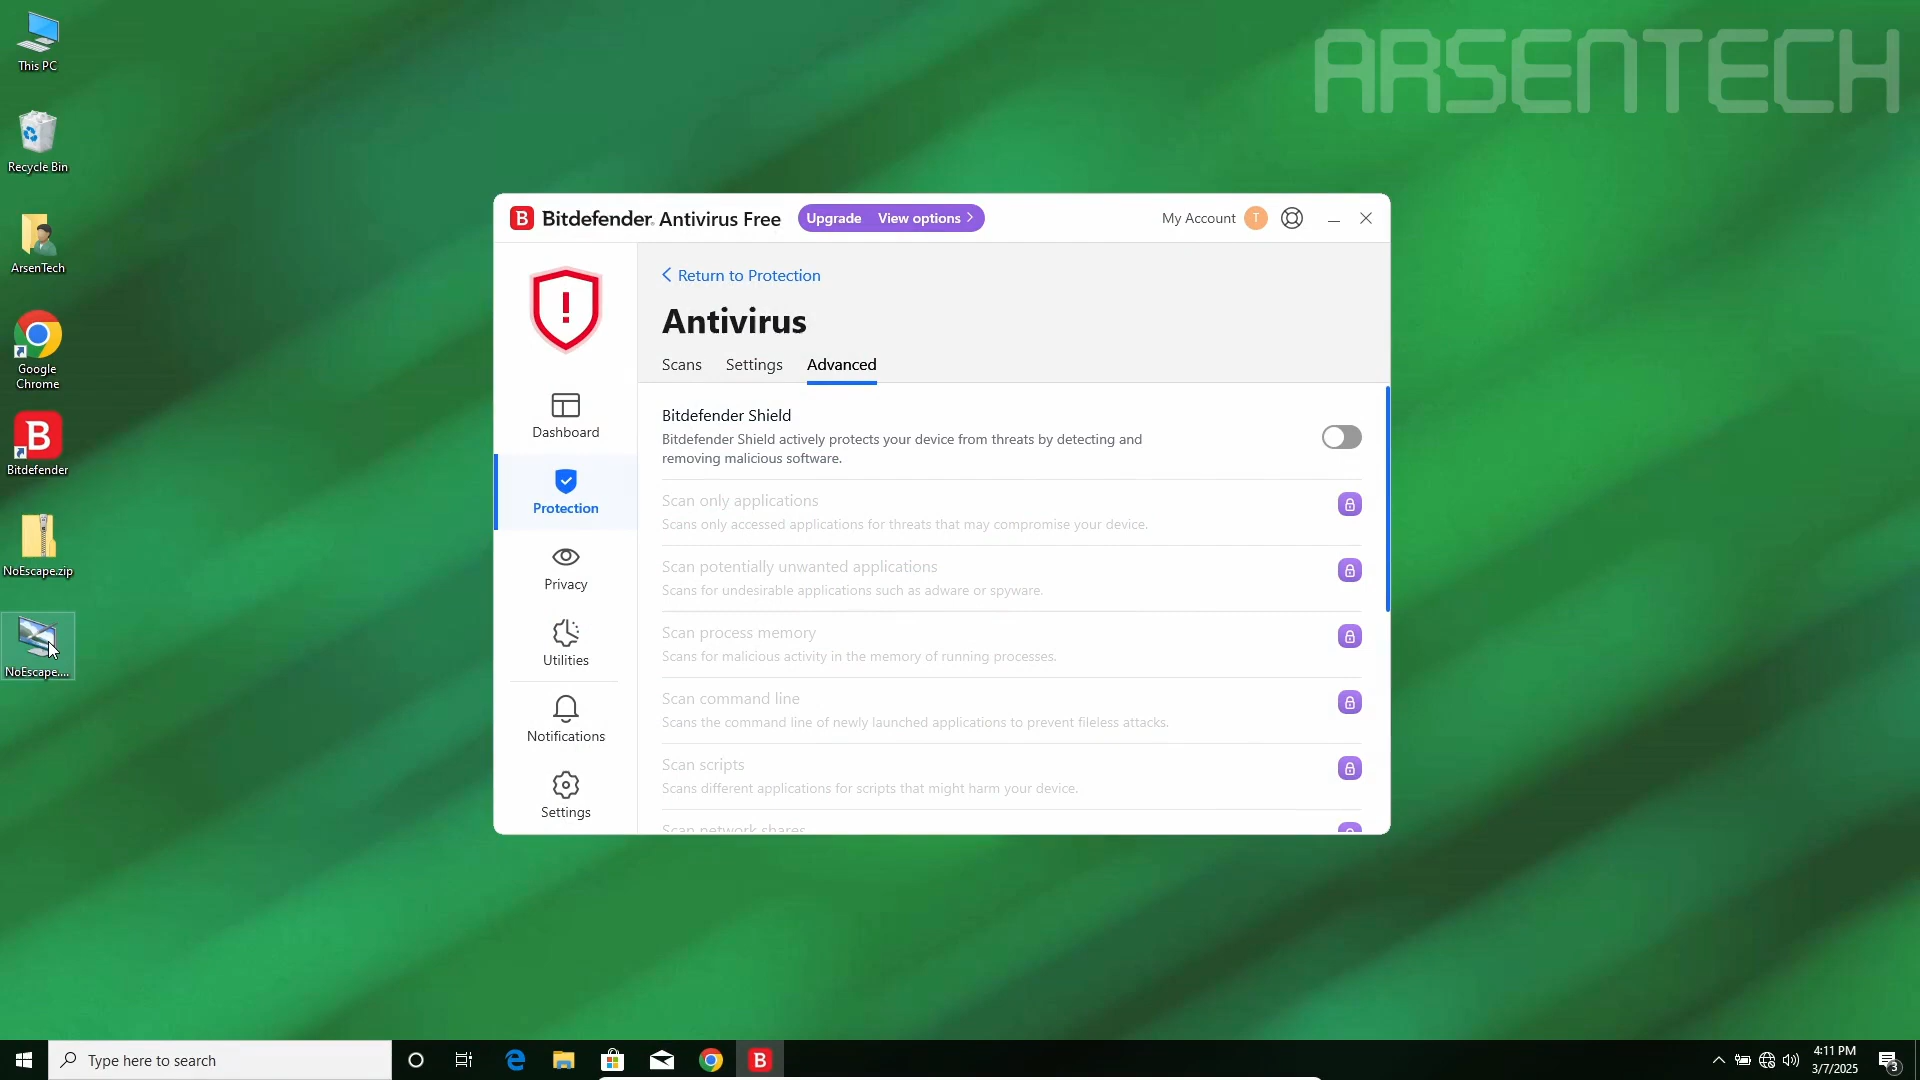 ARSENTECH
This PC
Recycle Bin
ArsenTech
Google
Chrome
Bitdefender
NoEscape.zip
NoEscape....
B Bitdefender Antivirus Free
Upgrade View options
My Account T
Return to Protection
Antivirus
Scans Settings Advanced
Dashboard
Protection
Privacy
Utilities
Notifications
Settings
Bitdefender Shield
Bitdefender Shield actively protects your device from threats by detecting and
removing malicious software.
Scan only applications
Scans only accessed applications for threats that may compromise your device.
Scan potentially unwanted applications
Scans for undesirable applications such as adware or spyware.
Scan process memory
Scans for malicious activity in the memory of running processes.
Scan command line
Scans the command line of newly launched applications to prevent fileless attacks.
Scan scripts
Scans different applications for scripts that might harm your device.
Scan network shares
Type here to search
4:11 PM
3/7/2025
3